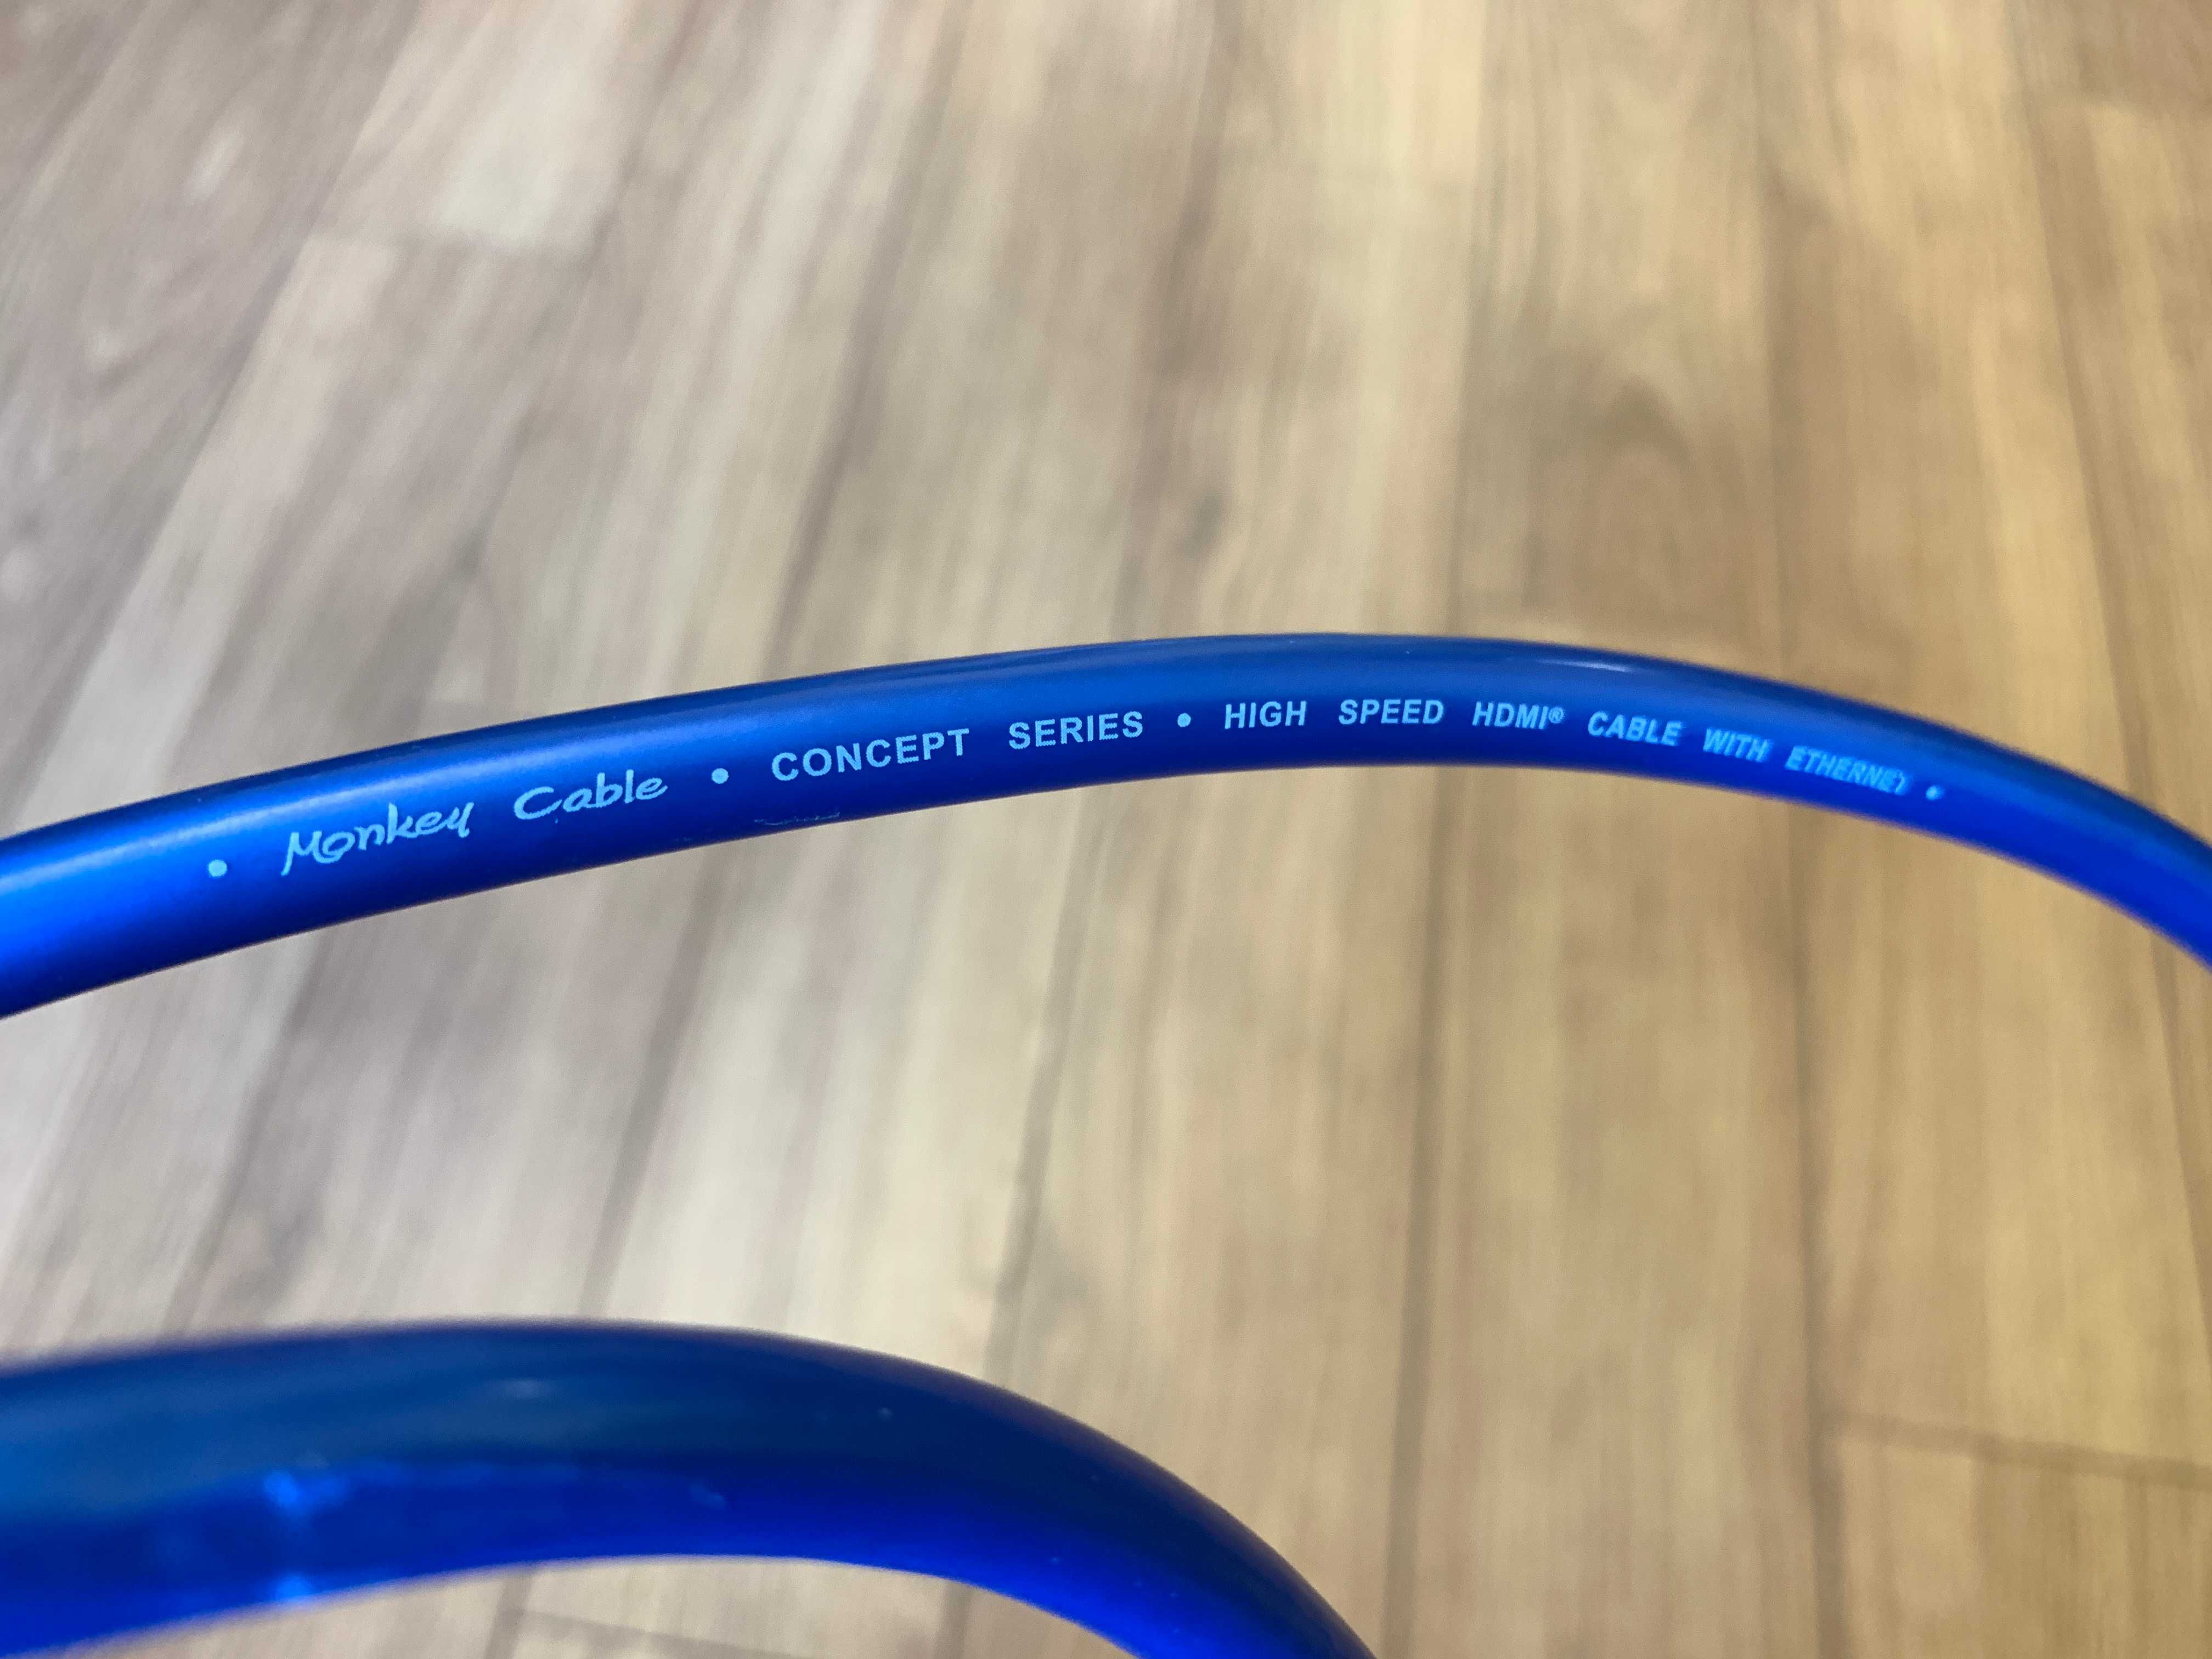 • Monkey Cable • CONCEPT SERIES • HIGH SPEED HDMI® CABLE WITH ETHERNET •